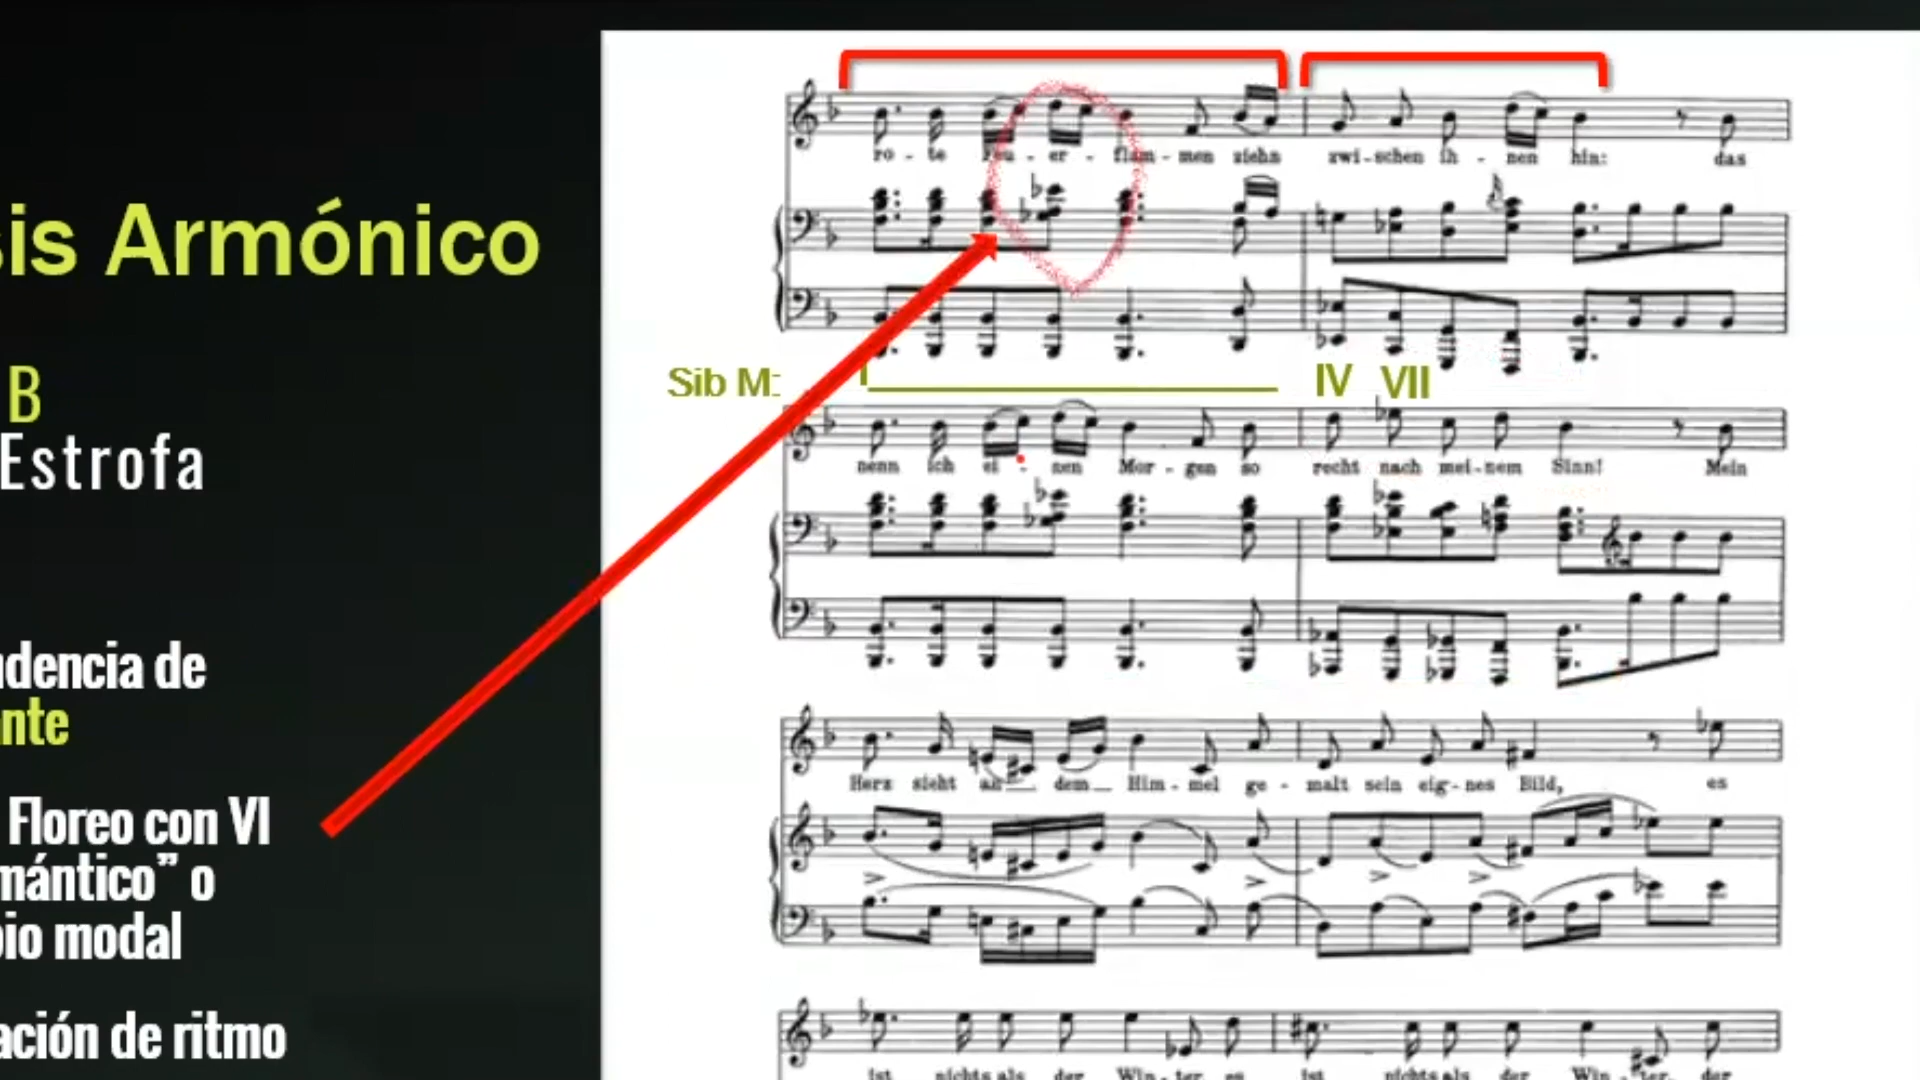 sis Armónico
B
Estrofa
ndencia de
nte
Floreo con VI
mántico” o
bio modal
ación de ritmo
ro - te Feu - er - flam - men ziehn zwi - schen ih - nen hin: das
Sib M: I IV VII
nenn ich ei - nen Mor - gen so recht nach mei - nem Sinn! Mein
Herz sieht an dem Him - mel ge - malt sein eig - nes Bild, es
ist nichts als der Win - ter, es ist nichts als der Win - ter, der